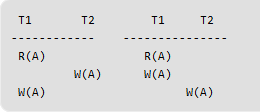 T1 T2 T1 T2
------------ ---------------
R(A) R(A)
W(A) W(A)
W(A) W(A)